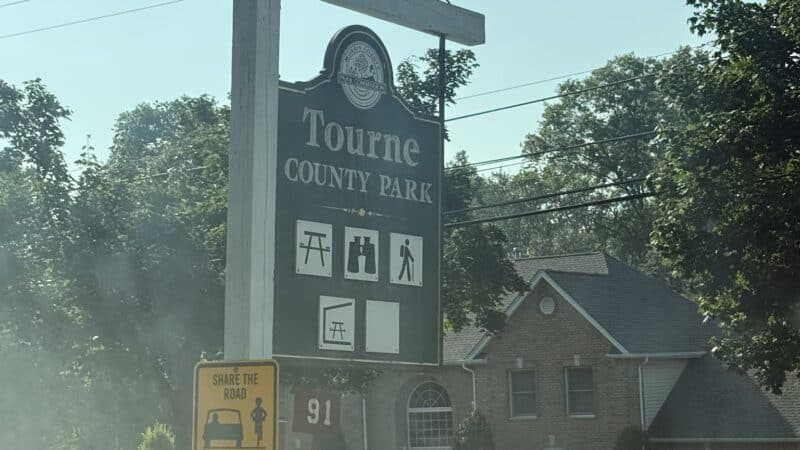 Tourne
COUNTY PARK
SHARE THE
ROAD
91